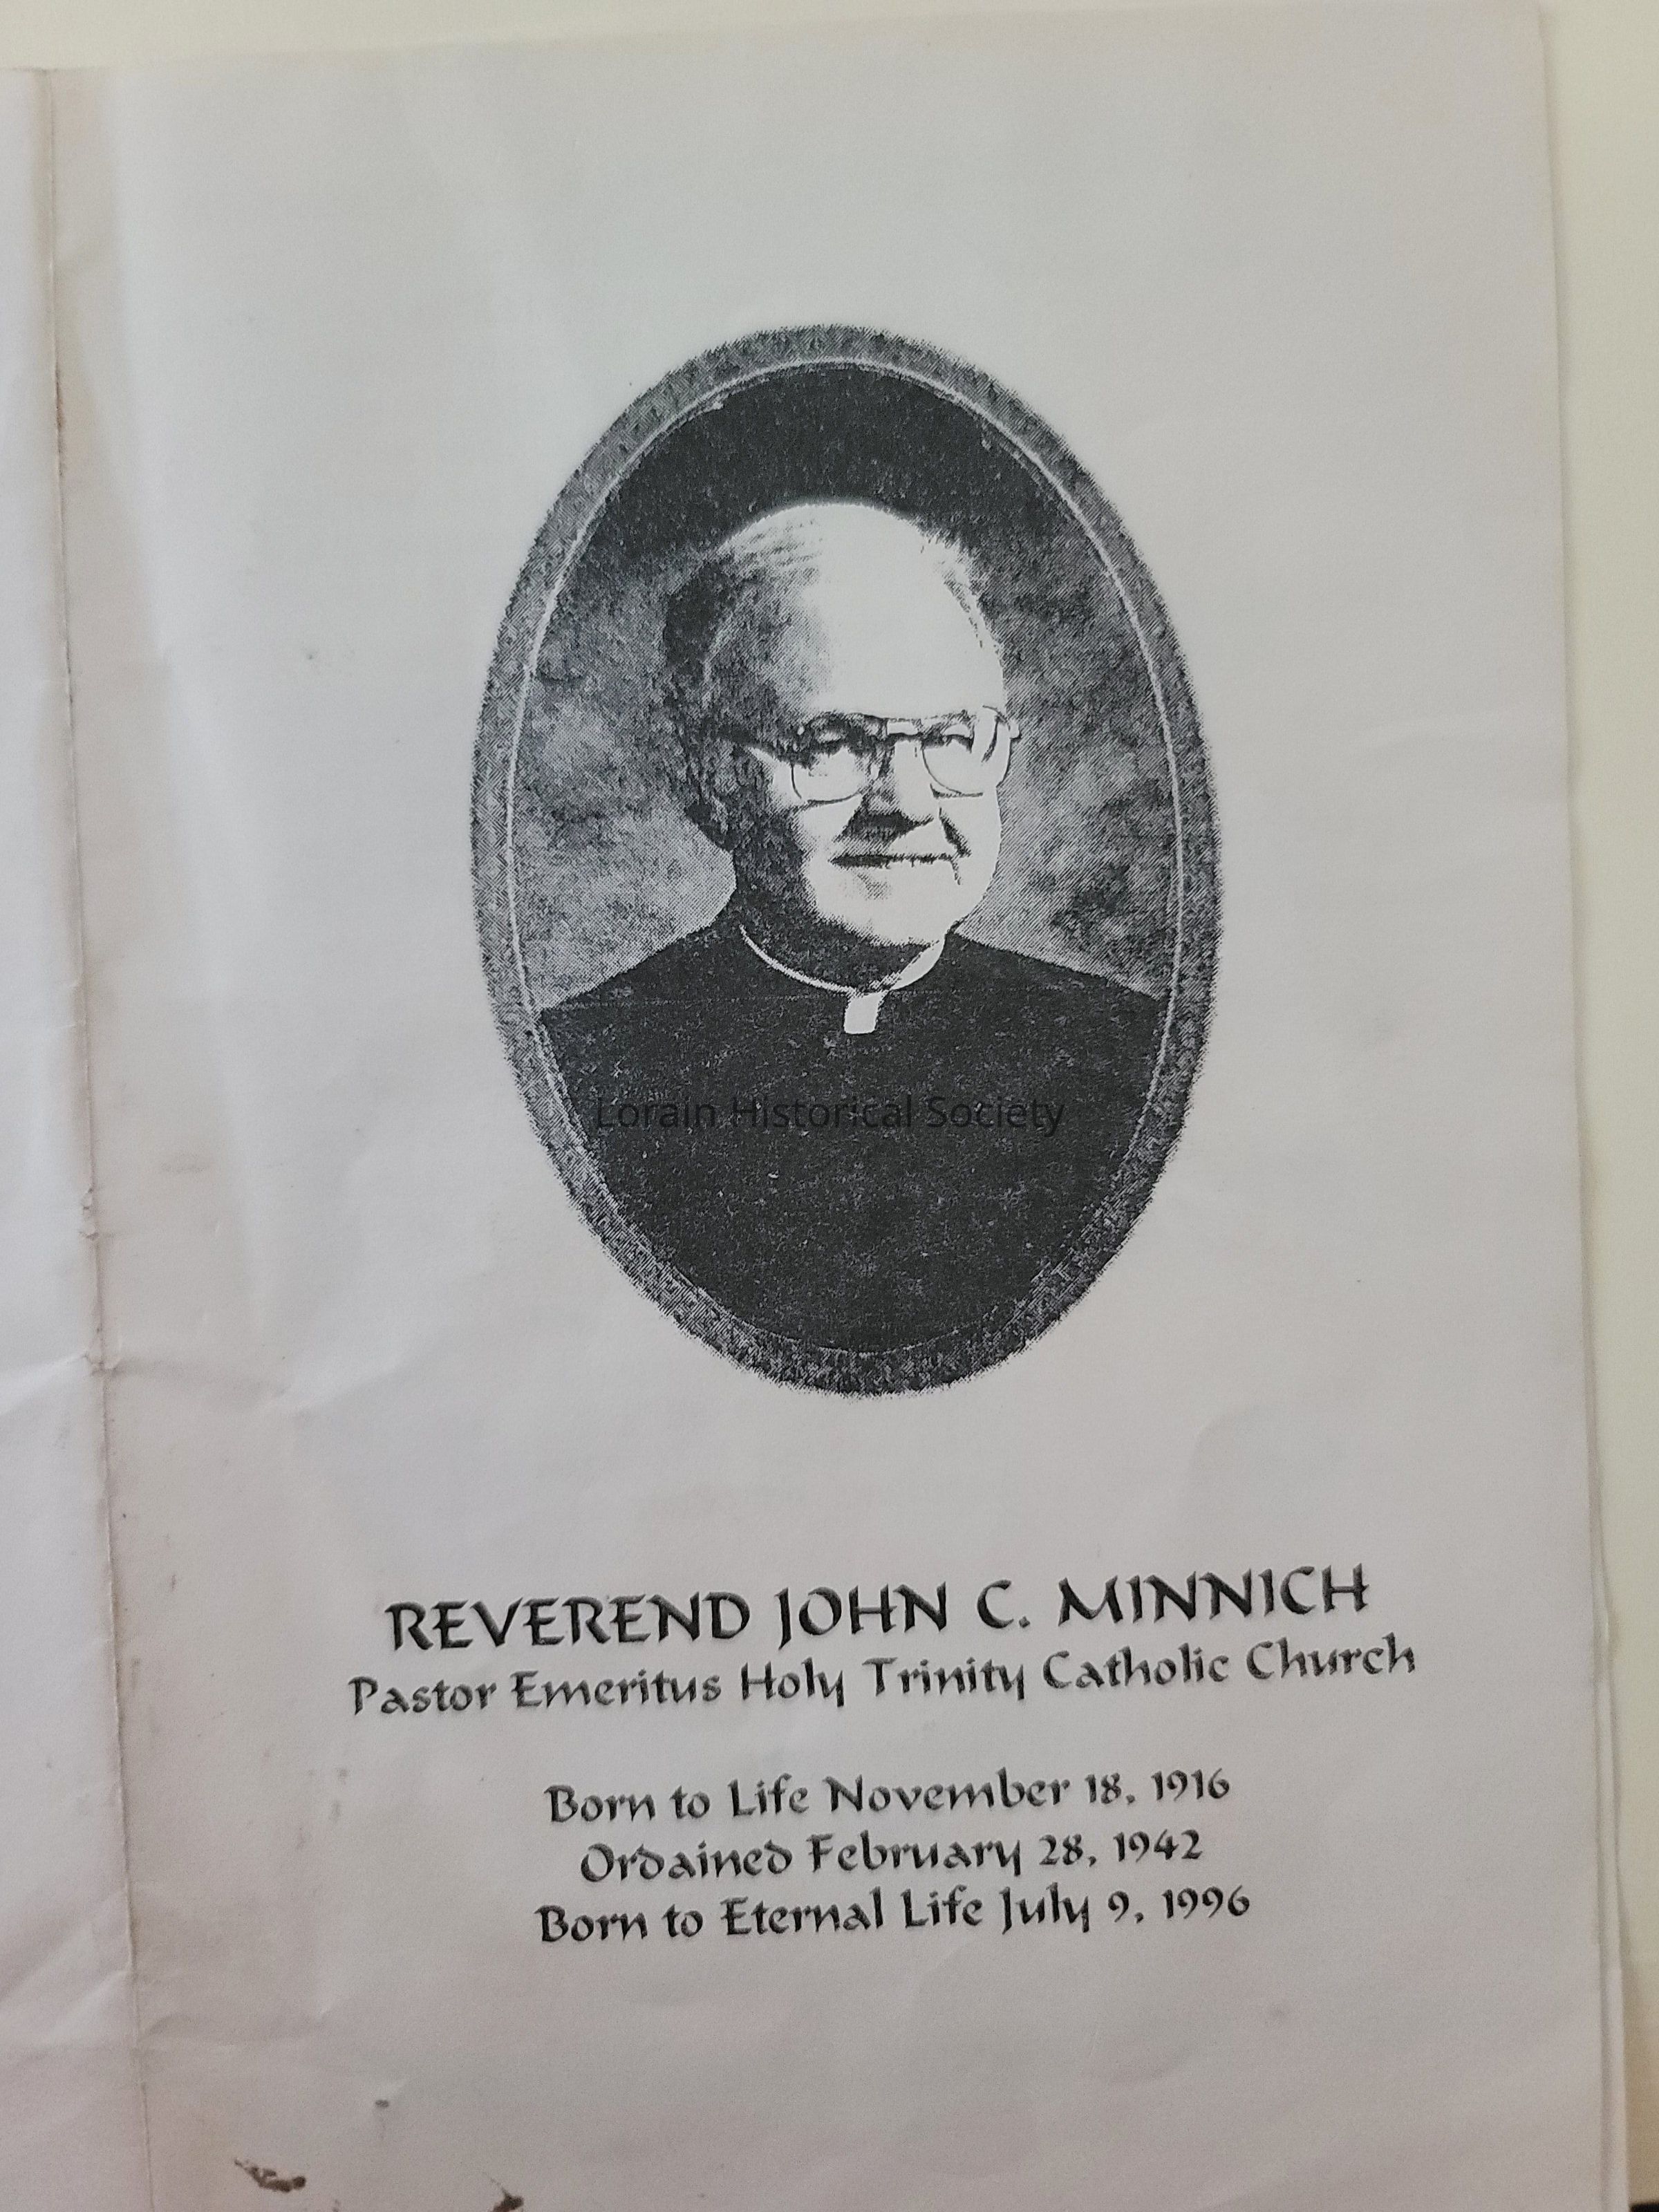 Lorain Historical Society
REVEREND JOHN C. MINNICH
Pastor Emeritus Holy Trinity Catholic Church
Born to Life November 18, 1916
Ordained February 28, 1942
Born to Eternal Life July 9, 1996